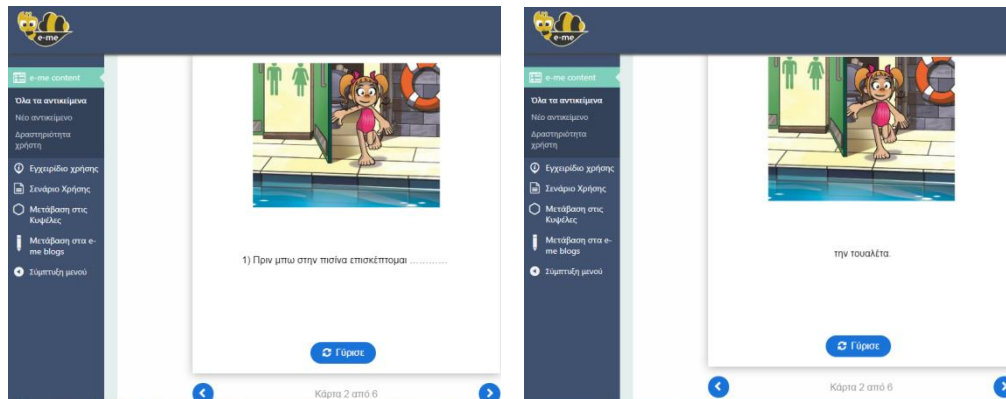 e-me
e-me content
Όλα τα αντικείμενα
Νέο αντικείμενο
Δραστηριότητα
χρήστη
Εγχειρίδιο χρήσης
Σενάριο Χρήσης
Μετάβαση στις
Κυψέλες
Μετάβαση στα e-
me blogs
Σύμπτυξη μενού
1) Πριν μπω στην πισίνα επισκέπτομαι …………
Γύρισε
Κάρτα 2 από 6
e-me
e-me content
Όλα τα αντικείμενα
Νέο αντικείμενο
Δραστηριότητα
χρήστη
Εγχειρίδιο χρήσης
Σενάριο Χρήσης
Μετάβαση στις
Κυψέλες
Μετάβαση στα e-
me blogs
Σύμπτυξη μενού
την τουαλέτα.
Γύρισε
Κάρτα 2 από 6